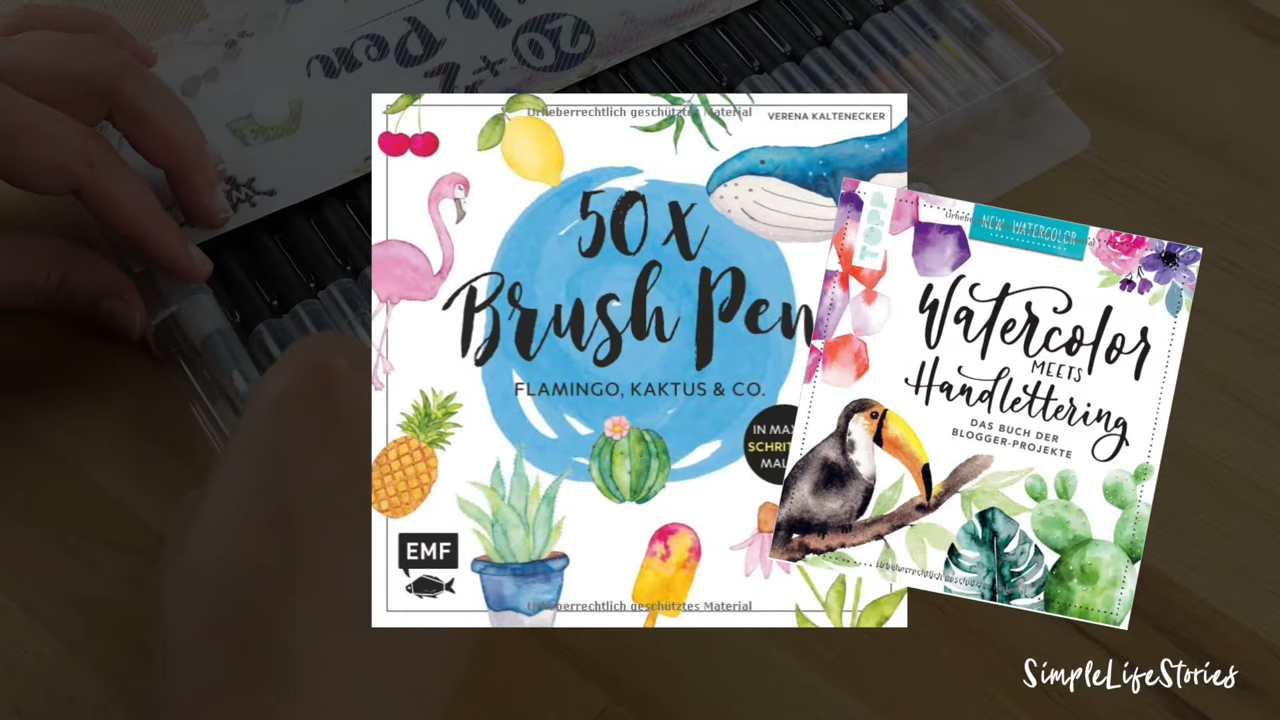 Urheberrechtlich geschütztes Material
VERENA KALTENECKER
50 x
Brush Pen
FLAMINGO, KAKTUS & CO.
IN MAX
SCHRIT
MAL
EMF
Urheberrechtlich geschütztes Material
TOPP
NEW WATERCOLOR
Watercolor
MEETS
Handlettering
DAS BUCH DER
BLOGGER-PROJEKTE
SimpleLifeStories